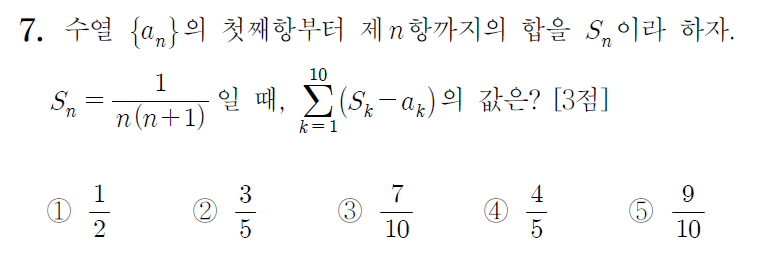 7. 수열 {aₙ}의 첫째항부터 제n항까지의 합을 Sₙ이라 하자.
Sₙ = 1/(n(n+1)) 일 때, ∑_{k=1}^{10}(Sₖ−aₖ)의 값은? [3점]
① 1/2 ② 3/5 ③ 7/10 ④ 4/5 ⑤ 9/10